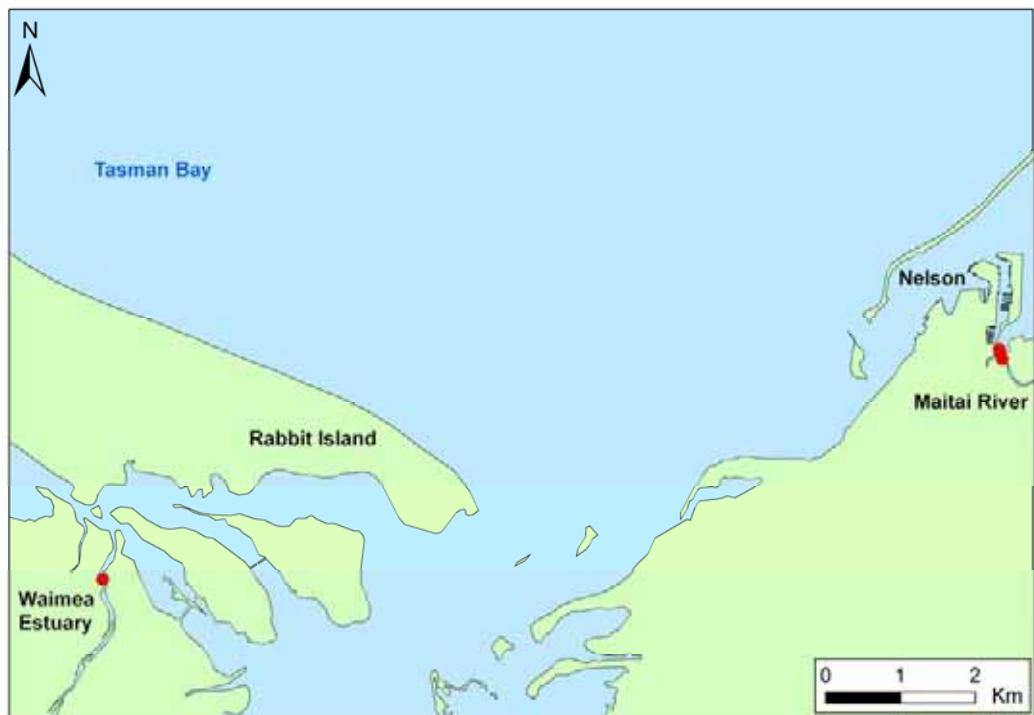 N
Tasman Bay
Nelson
Maitai River
Rabbit Island
Waimea
Estuary
0 1 2
Km